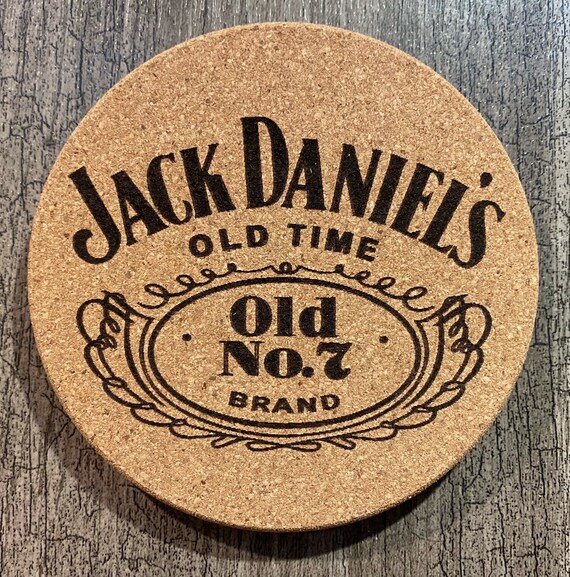 JACK DANIEL'S
OLD TIME
Old
No.7
BRAND